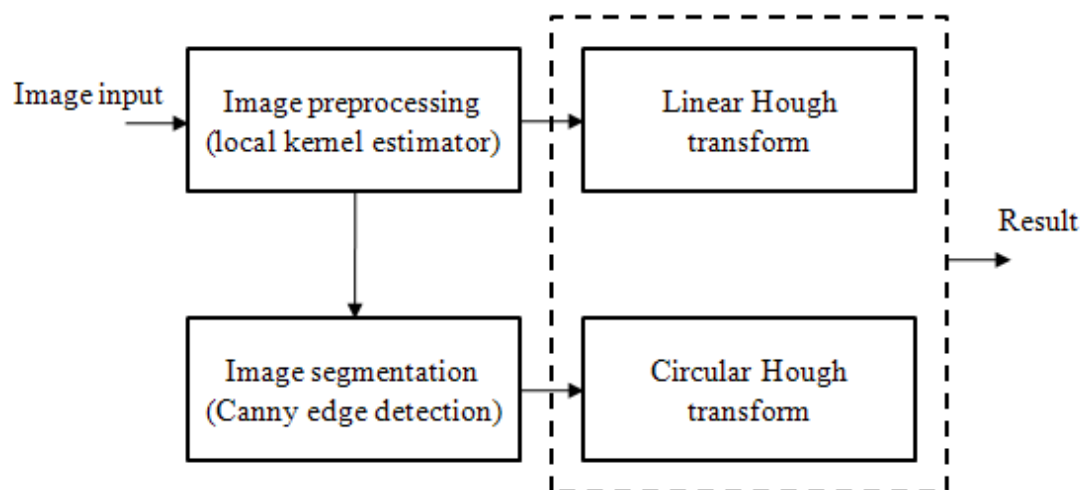 Image input
Image preprocessing
(local kernel estimator)
Linear Hough
transform
Result
Image segmentation
(Canny edge detection)
Circular Hough
transform